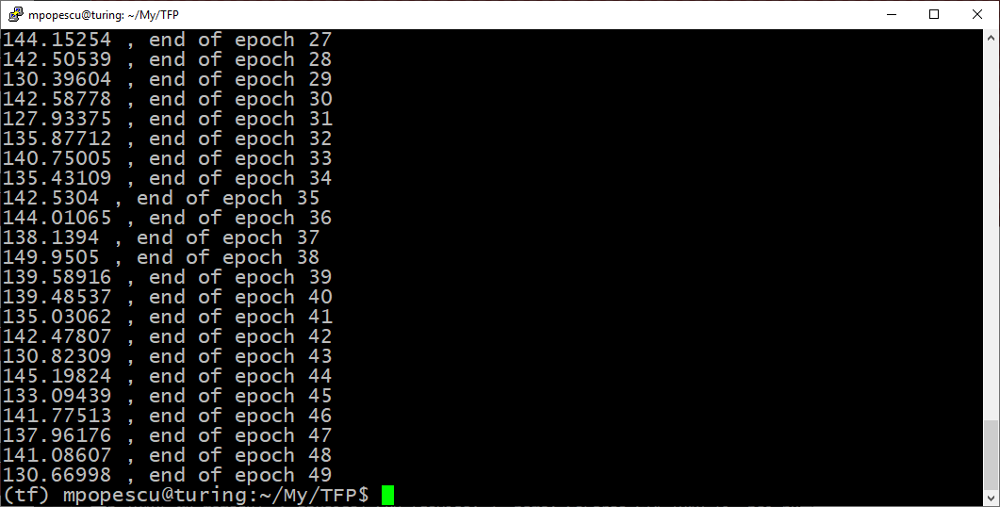 mpopescu@turing: ~/My/TFP
144.15254 , end of epoch 27
142.50539 , end of epoch 28
130.39604 , end of epoch 29
142.58778 , end of epoch 30
127.93375 , end of epoch 31
135.87712 , end of epoch 32
140.75005 , end of epoch 33
135.43109 , end of epoch 34
142.5304 , end of epoch 35
144.01065 , end of epoch 36
138.1394 , end of epoch 37
149.9505 , end of epoch 38
139.58916 , end of epoch 39
139.48537 , end of epoch 40
135.03062 , end of epoch 41
142.47807 , end of epoch 42
130.82309 , end of epoch 43
145.19824 , end of epoch 44
133.09439 , end of epoch 45
141.77513 , end of epoch 46
137.96176 , end of epoch 47
141.08607 , end of epoch 48
130.66998 , end of epoch 49
(tf) mpopescu@turing:~/My/TFP$